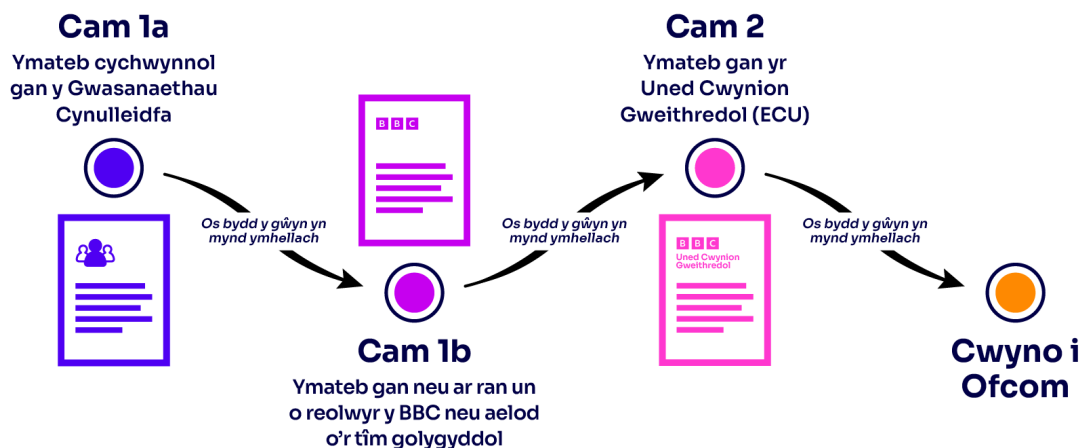 Cam 1a
Ymateb cychwynnol
gan y Gwasanaethau
Cynulleidfa
Os bydd y gŵyn yn
mynd ymhellach
BBC
Cam 1b
Ymateb gan neu ar ran un
o reolwyr y BBC neu aelod
o'r tîm golygyddol
Os bydd y gŵyn yn
mynd ymhellach
Cam 2
Ymateb gan yr
Uned Cwynion
Gweithredol (ECU)
BBC
Uned Cwynion
Gweithredol
Os bydd y gŵyn yn
mynd ymhellach
Cwyno i
Ofcom